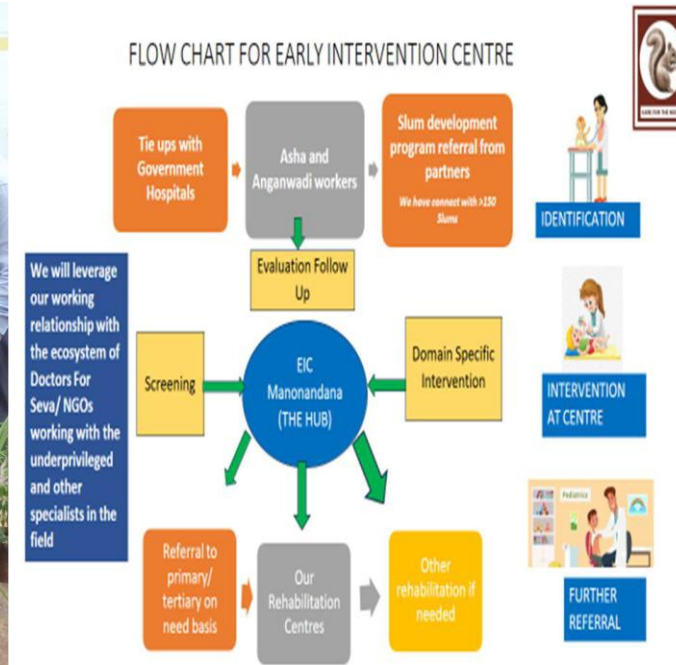 FLOW CHART FOR EARLY INTERVENTION CENTRE
Tie ups with
Government
Hospitals
Asha and
Anganwadi workers
Slum development
program referral from
partners
We have connect with >150
Slums
IDENTIFICATION
Evaluation Follow
Up
We will leverage
our working
relationship with
the ecosystem of
Doctors For
Seva/ NGOs
working with the
underprivileged
and other
specialists in the
field
Screening
EIC
Manonandana
(THE HUB)
Domain Specific
Intervention
INTERVENTION
AT CENTRE
Referral to
primary/
tertiary on
need basis
Our
Rehabilitation
Centres
Other
rehabilitation if
needed
Pediatrics
FURTHER
REFERRAL